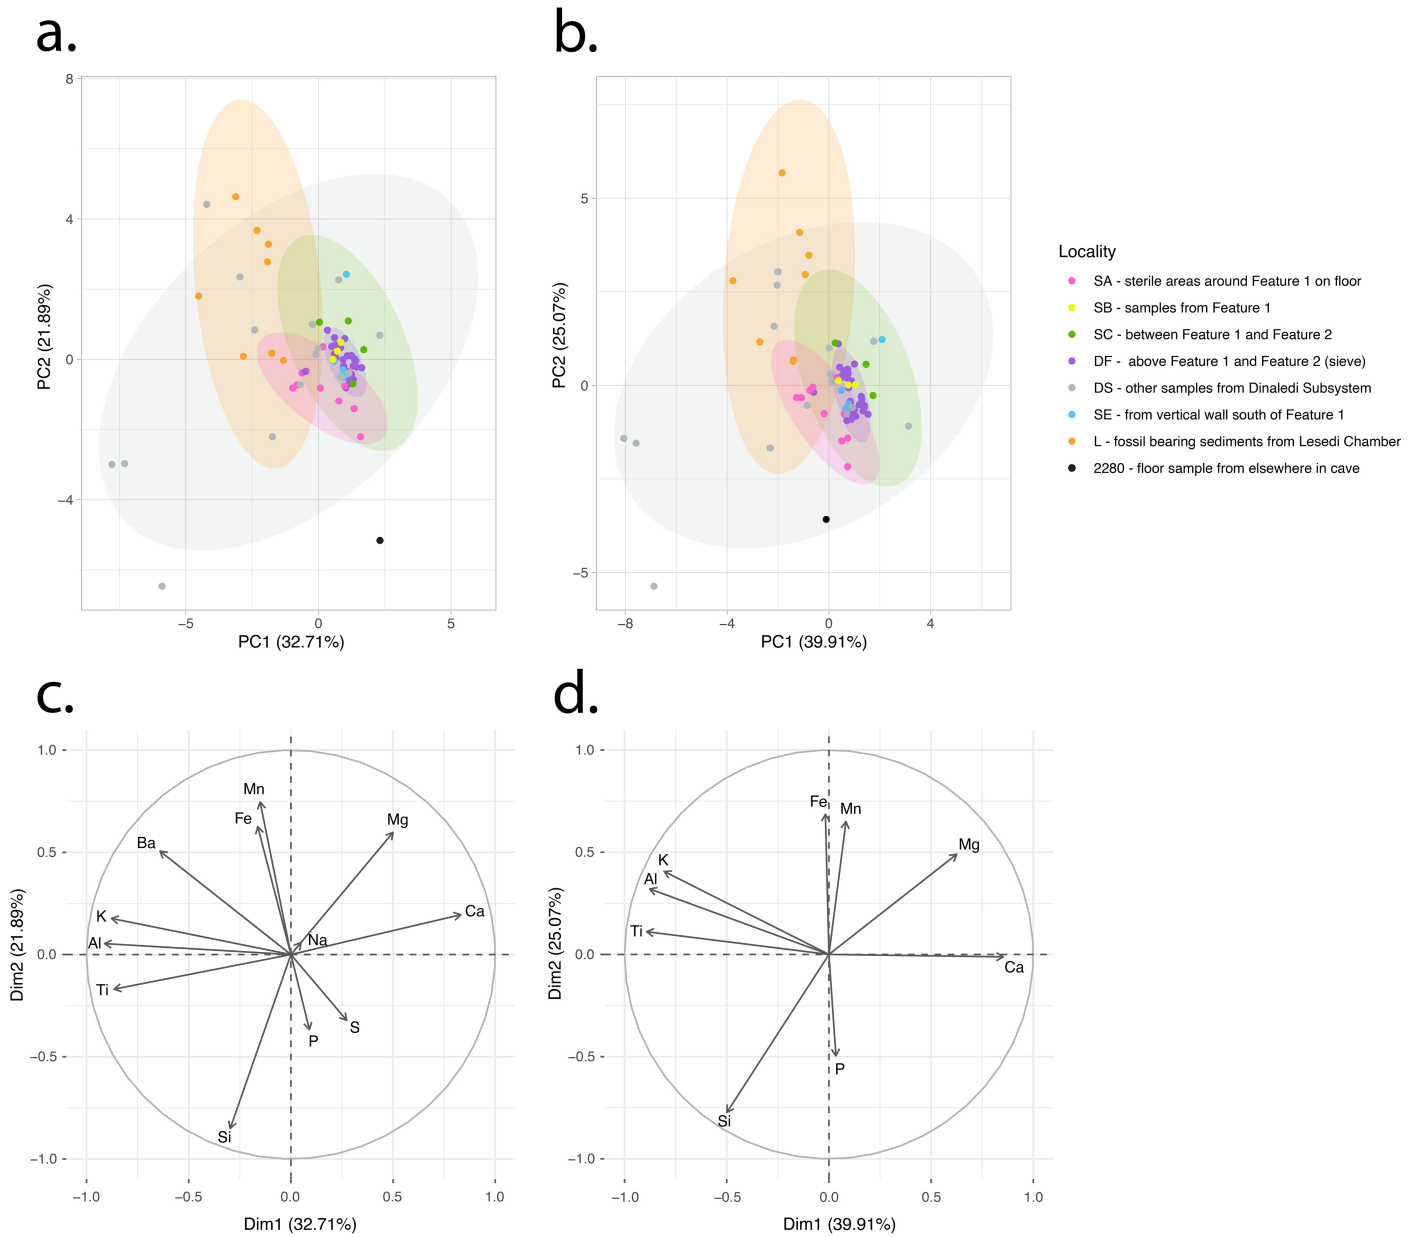 a.
b.
8
4
0
−4
PC2 (21.89%)
−5
0
5
PC1 (32.71%)
5
0
−5
PC2 (25.07%)
−8
−4
0
4
PC1 (39.91%)
Locality
SA - sterile areas around Feature 1 on floor
SB - samples from Feature 1
SC - between Feature 1 and Feature 2
DF - above Feature 1 and Feature 2 (sieve)
DS - other samples from Dinaledi Subsystem
SE - from vertical wall south of Feature 1
L - fossil bearing sediments from Lesedi Chamber
2280 - floor sample from elsewhere in cave
c.
d.
1.0
0.5
0.0
−0.5
−1.0
Dim2 (21.89%)
Mn
Fe
Mg
Ba
K
Ca
Al
Na
Ti
S
P
Si
−1.0
−0.5
0.0
0.5
1.0
Dim1 (32.71%)
1.0
0.5
0.0
−0.5
−1.0
Dim2 (25.07%)
Fe
Mn
Mg
K
Al
Ti
Ca
P
Si
−1.0
−0.5
0.0
0.5
1.0
Dim1 (39.91%)